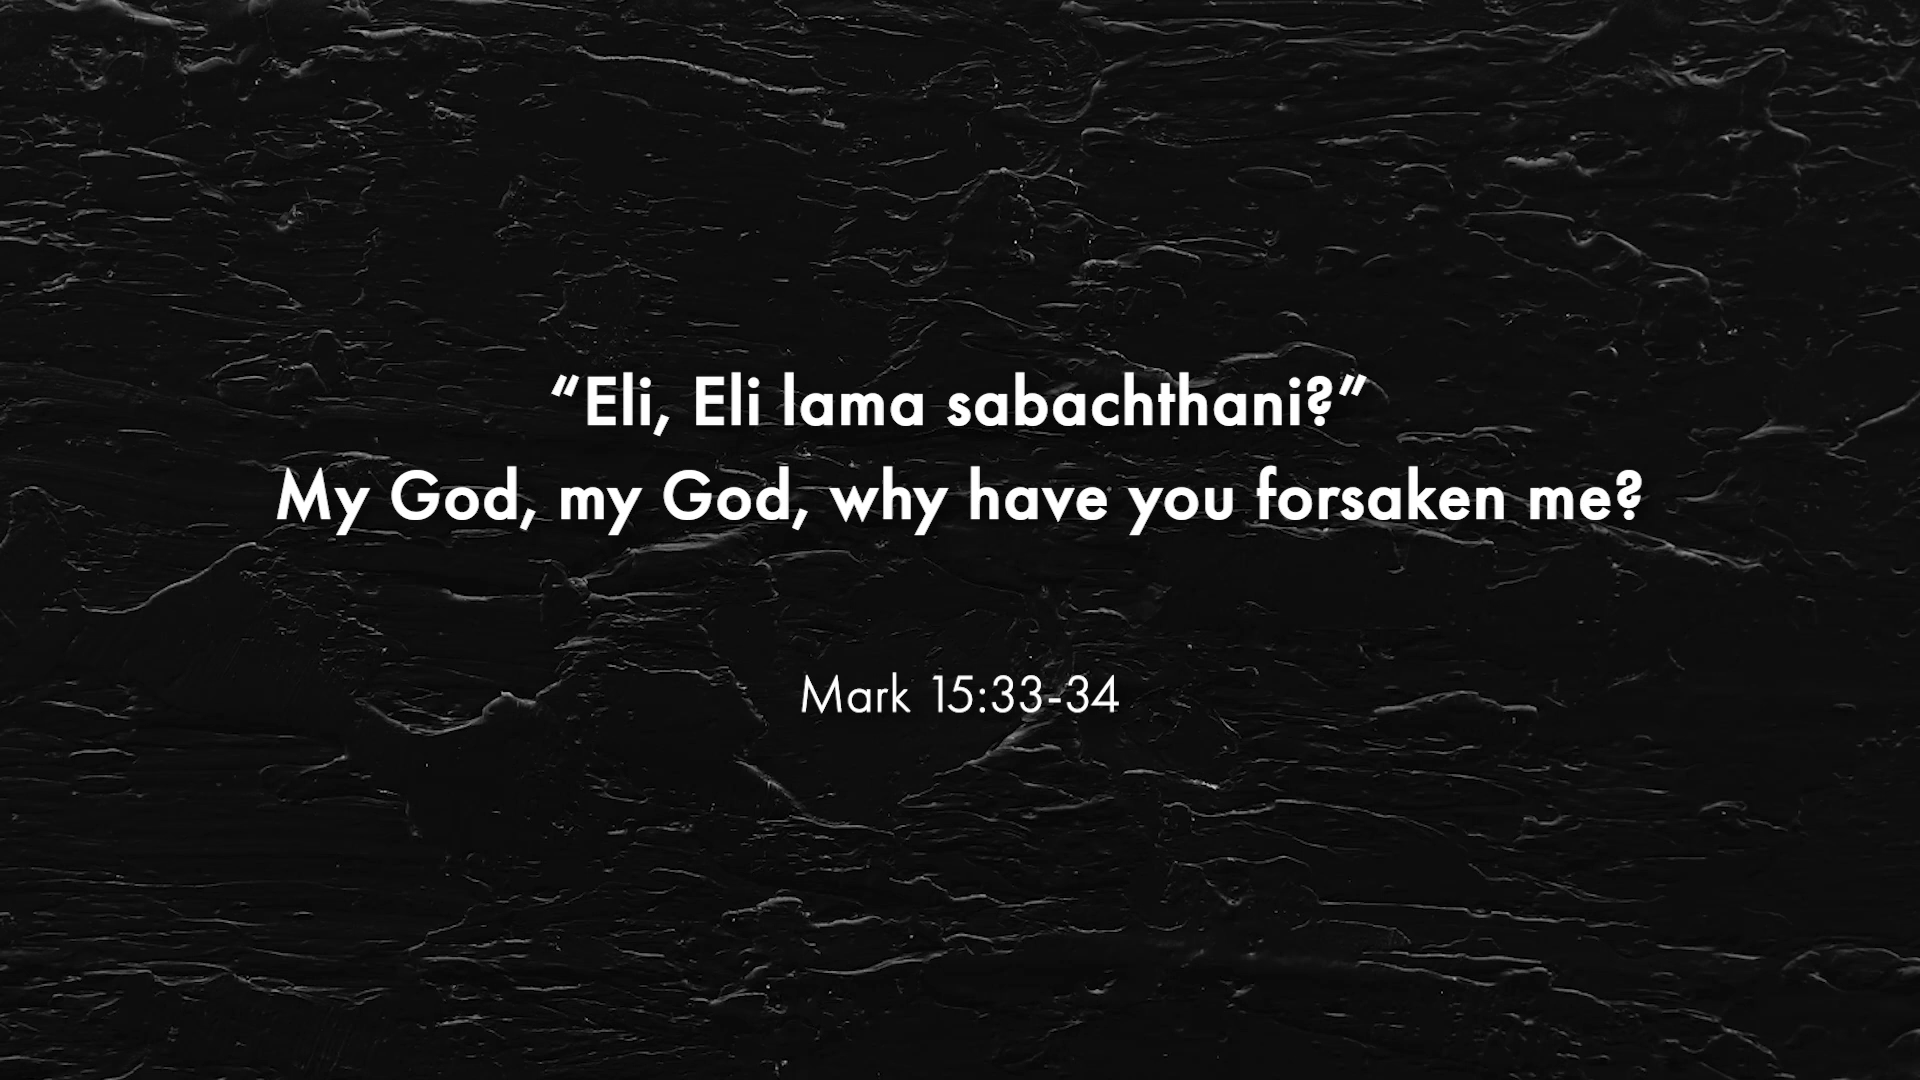 “Eli, Eli lama sabachthani?”
My God, my God, why have you forsaken me?
Mark 15:33-34